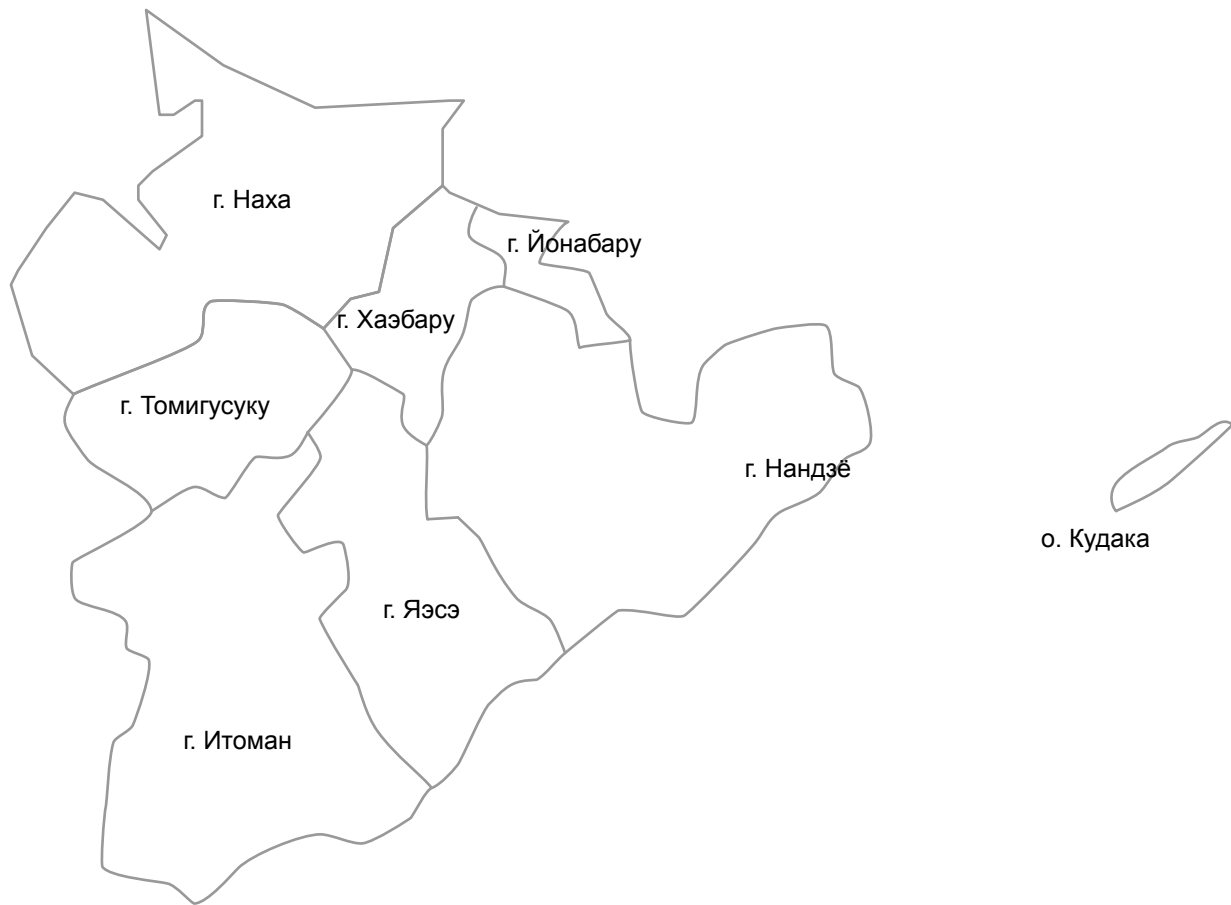 г. Наха
г. Йонабару
г. Хаэбару
г. Томигусуку
г. Нандзё
о. Кудака
г. Яэсэ
г. Итоман